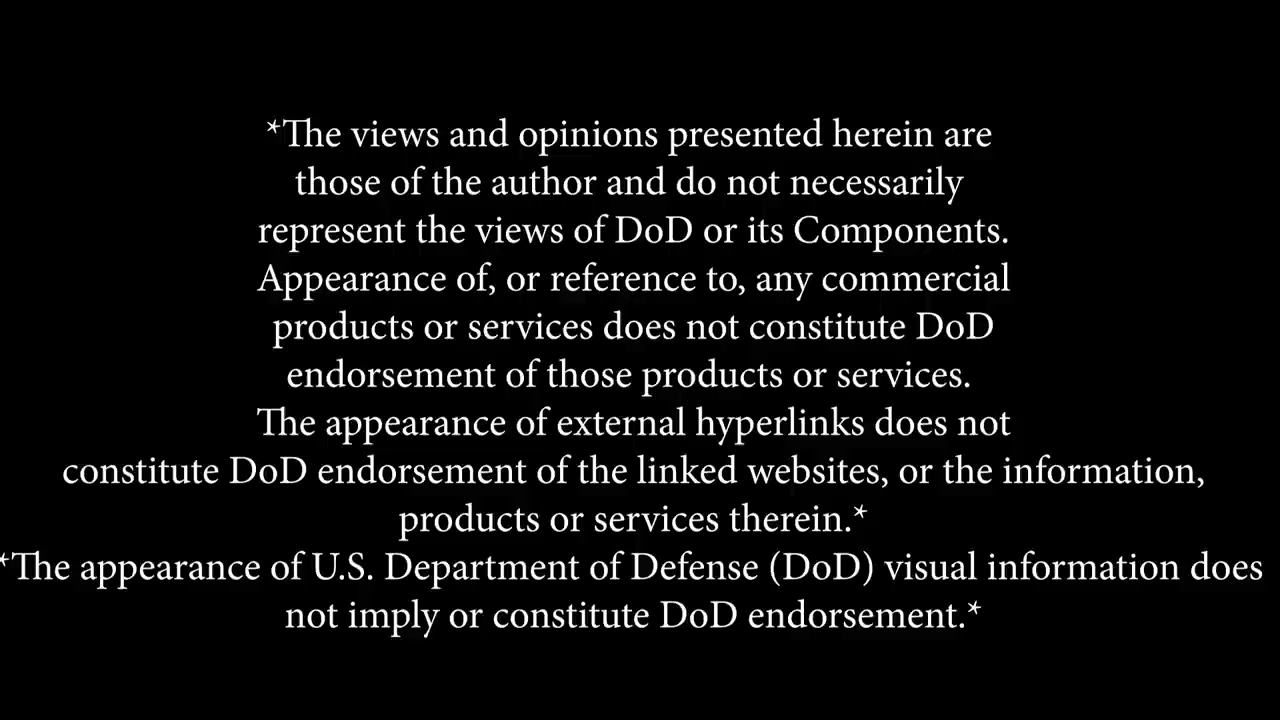 *The views and opinions presented herein are
those of the author and do not necessarily
represent the views of DoD or its Components.
Appearance of, or reference to, any commercial
products or services does not constitute DoD
endorsement of those products or services.
The appearance of external hyperlinks does not
constitute DoD endorsement of the linked websites, or the information,
products or services therein.*
*The appearance of U.S. Department of Defense (DoD) visual information does
not imply or constitute DoD endorsement.*